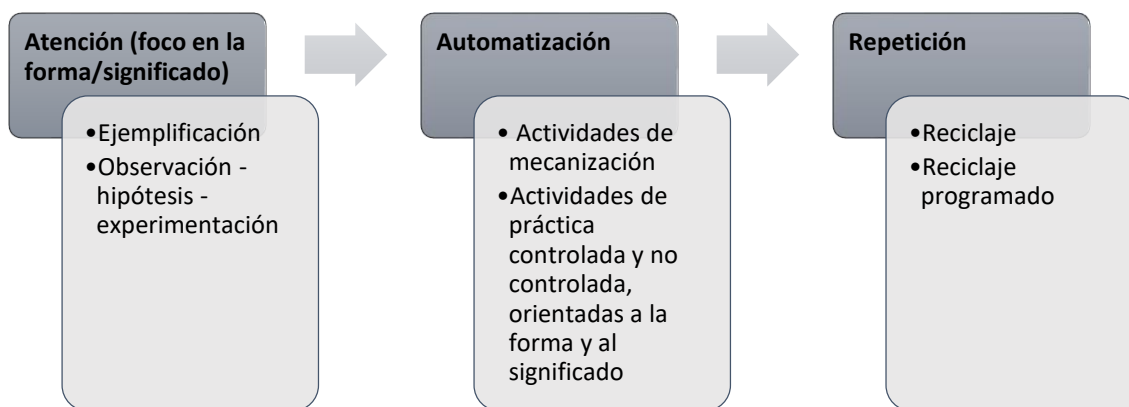 Atención (foco en la
forma/significado)
•Ejemplificación
•Observación -
hipótesis -
experimentación
Automatización
• Actividades de
mecanización
•Actividades de
práctica
controlada y no
controlada,
orientadas a la
forma y al
significado
Repetición
•Reciclaje
•Reciclaje
programado